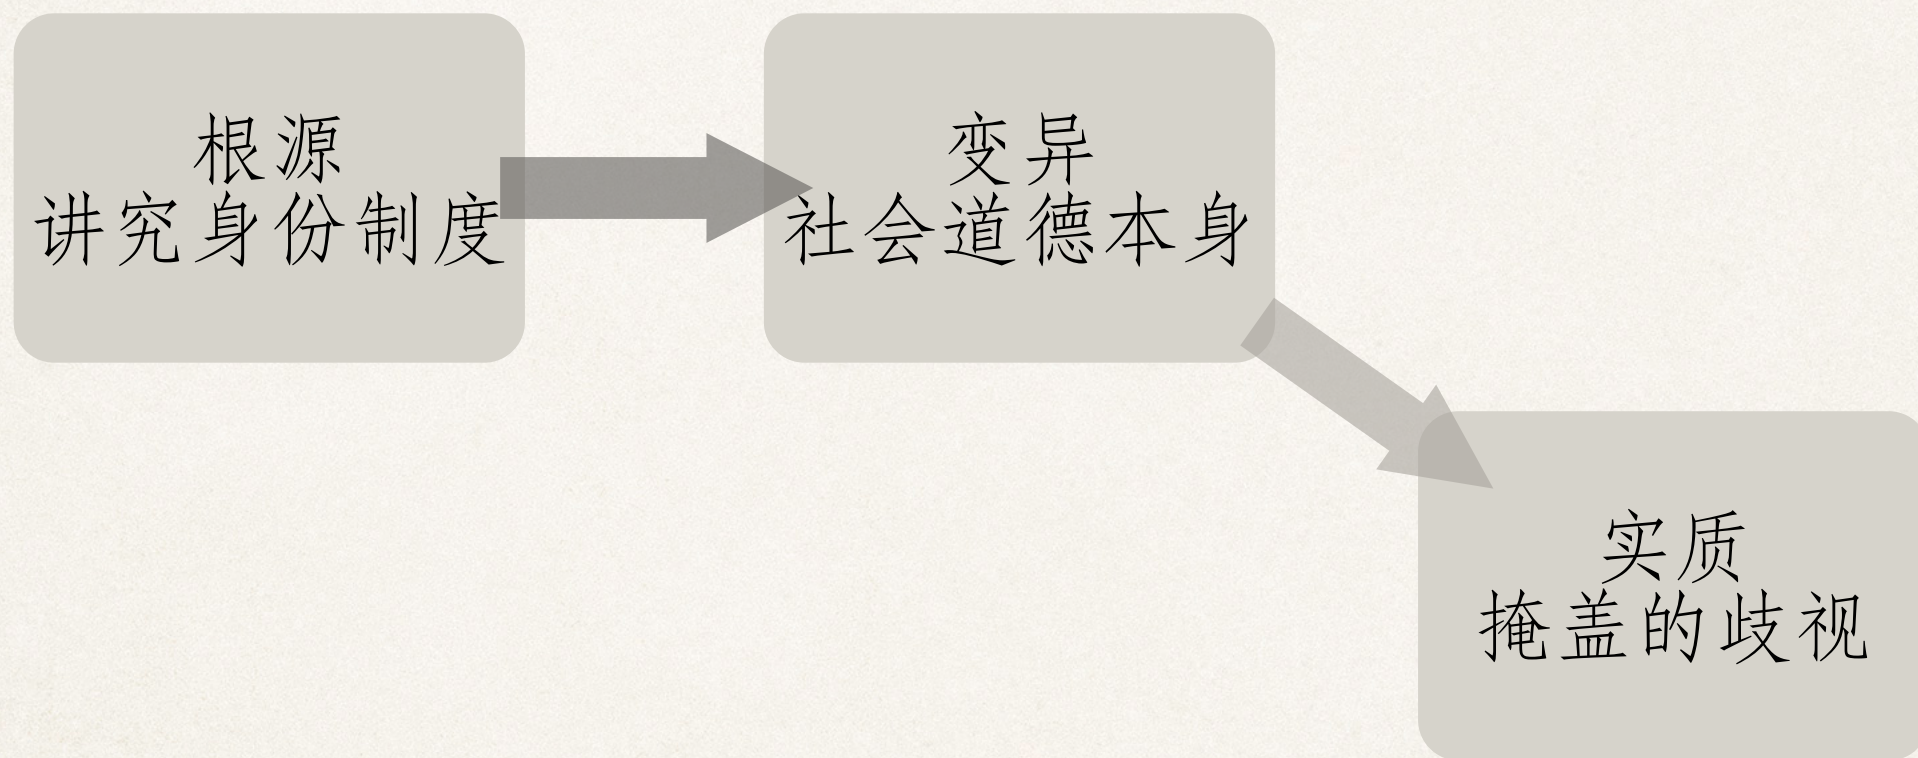 根源
讲究身份制度
变异
社会道德本身
实质
掩盖的歧视